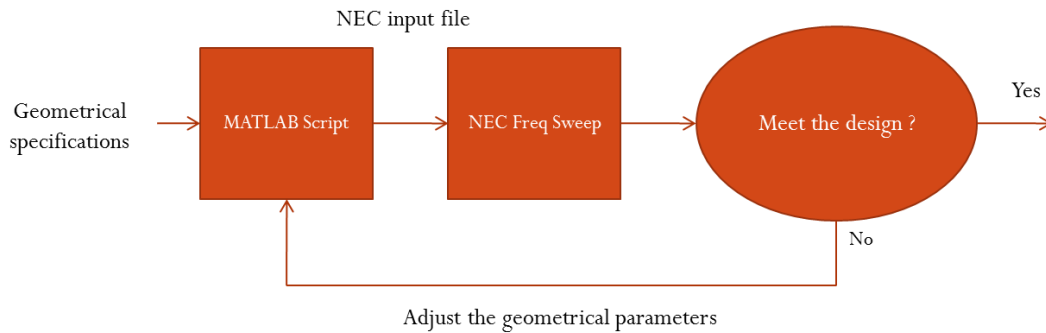 NEC input file
Geometrical
specifications
MATLAB Script
NEC Freq Sweep
Meet the design ?
Yes
No
Adjust the geometrical parameters